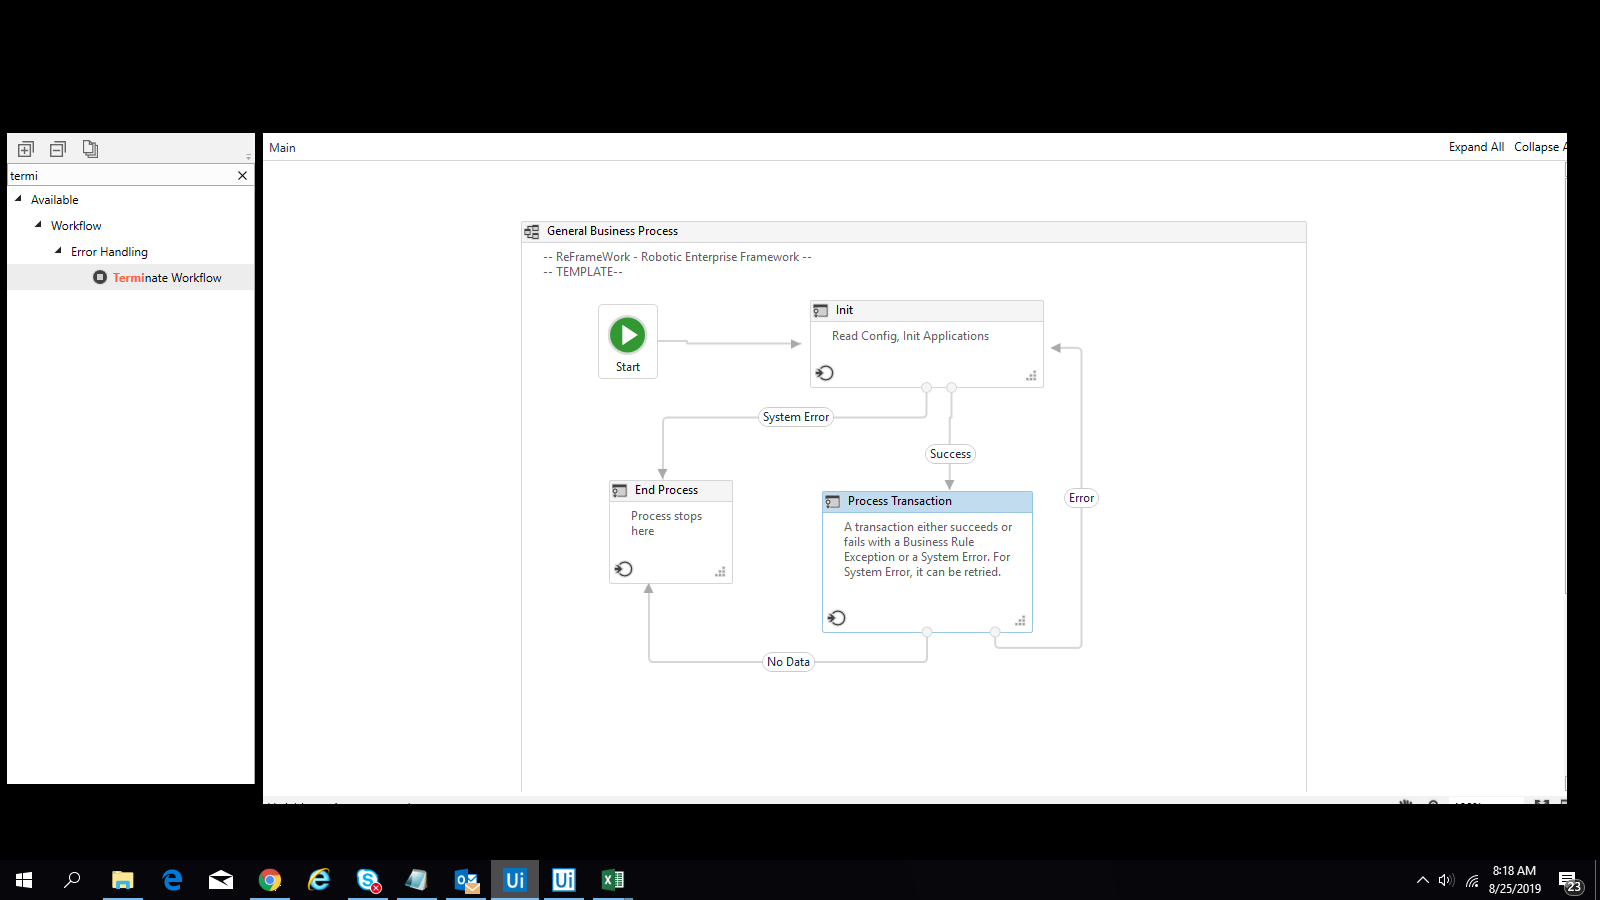 termi
Available
Workflow
Error Handling
Terminate Workflow
Main
Expand All
Collapse
General Business Process
-- ReFrameWork - Robotic Enterprise Framework --
-- TEMPLATE--
Start
Init
Read Config, Init Applications
System Error
Success
End Process
Process stops
here
Process Transaction
A transaction either succeeds or
fails with a Business Rule
Exception or a System Error. For
System Error, it can be retried.
Error
No Data
Ui
Ui
8:18 AM
8/25/2019
23